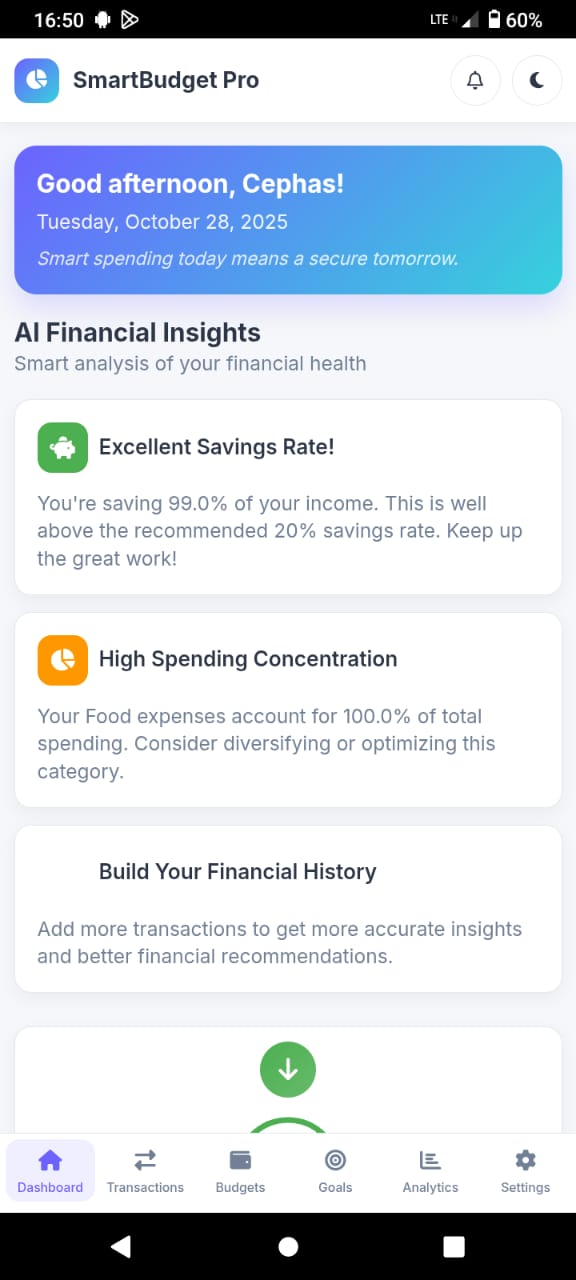 16:50 LTE 60%
SmartBudget Pro
Good afternoon, Cephas!
Tuesday, October 28, 2025
Smart spending today means a secure tomorrow.
AI Financial Insights
Smart analysis of your financial health
Excellent Savings Rate!
You're saving 99.0% of your income. This is well
above the recommended 20% savings rate. Keep up
the great work!
High Spending Concentration
Your Food expenses account for 100.0% of total
spending. Consider diversifying or optimizing this
category.
Build Your Financial History
Add more transactions to get more accurate insights
and better financial recommendations.
Dashboard Transactions Budgets Goals Analytics Settings